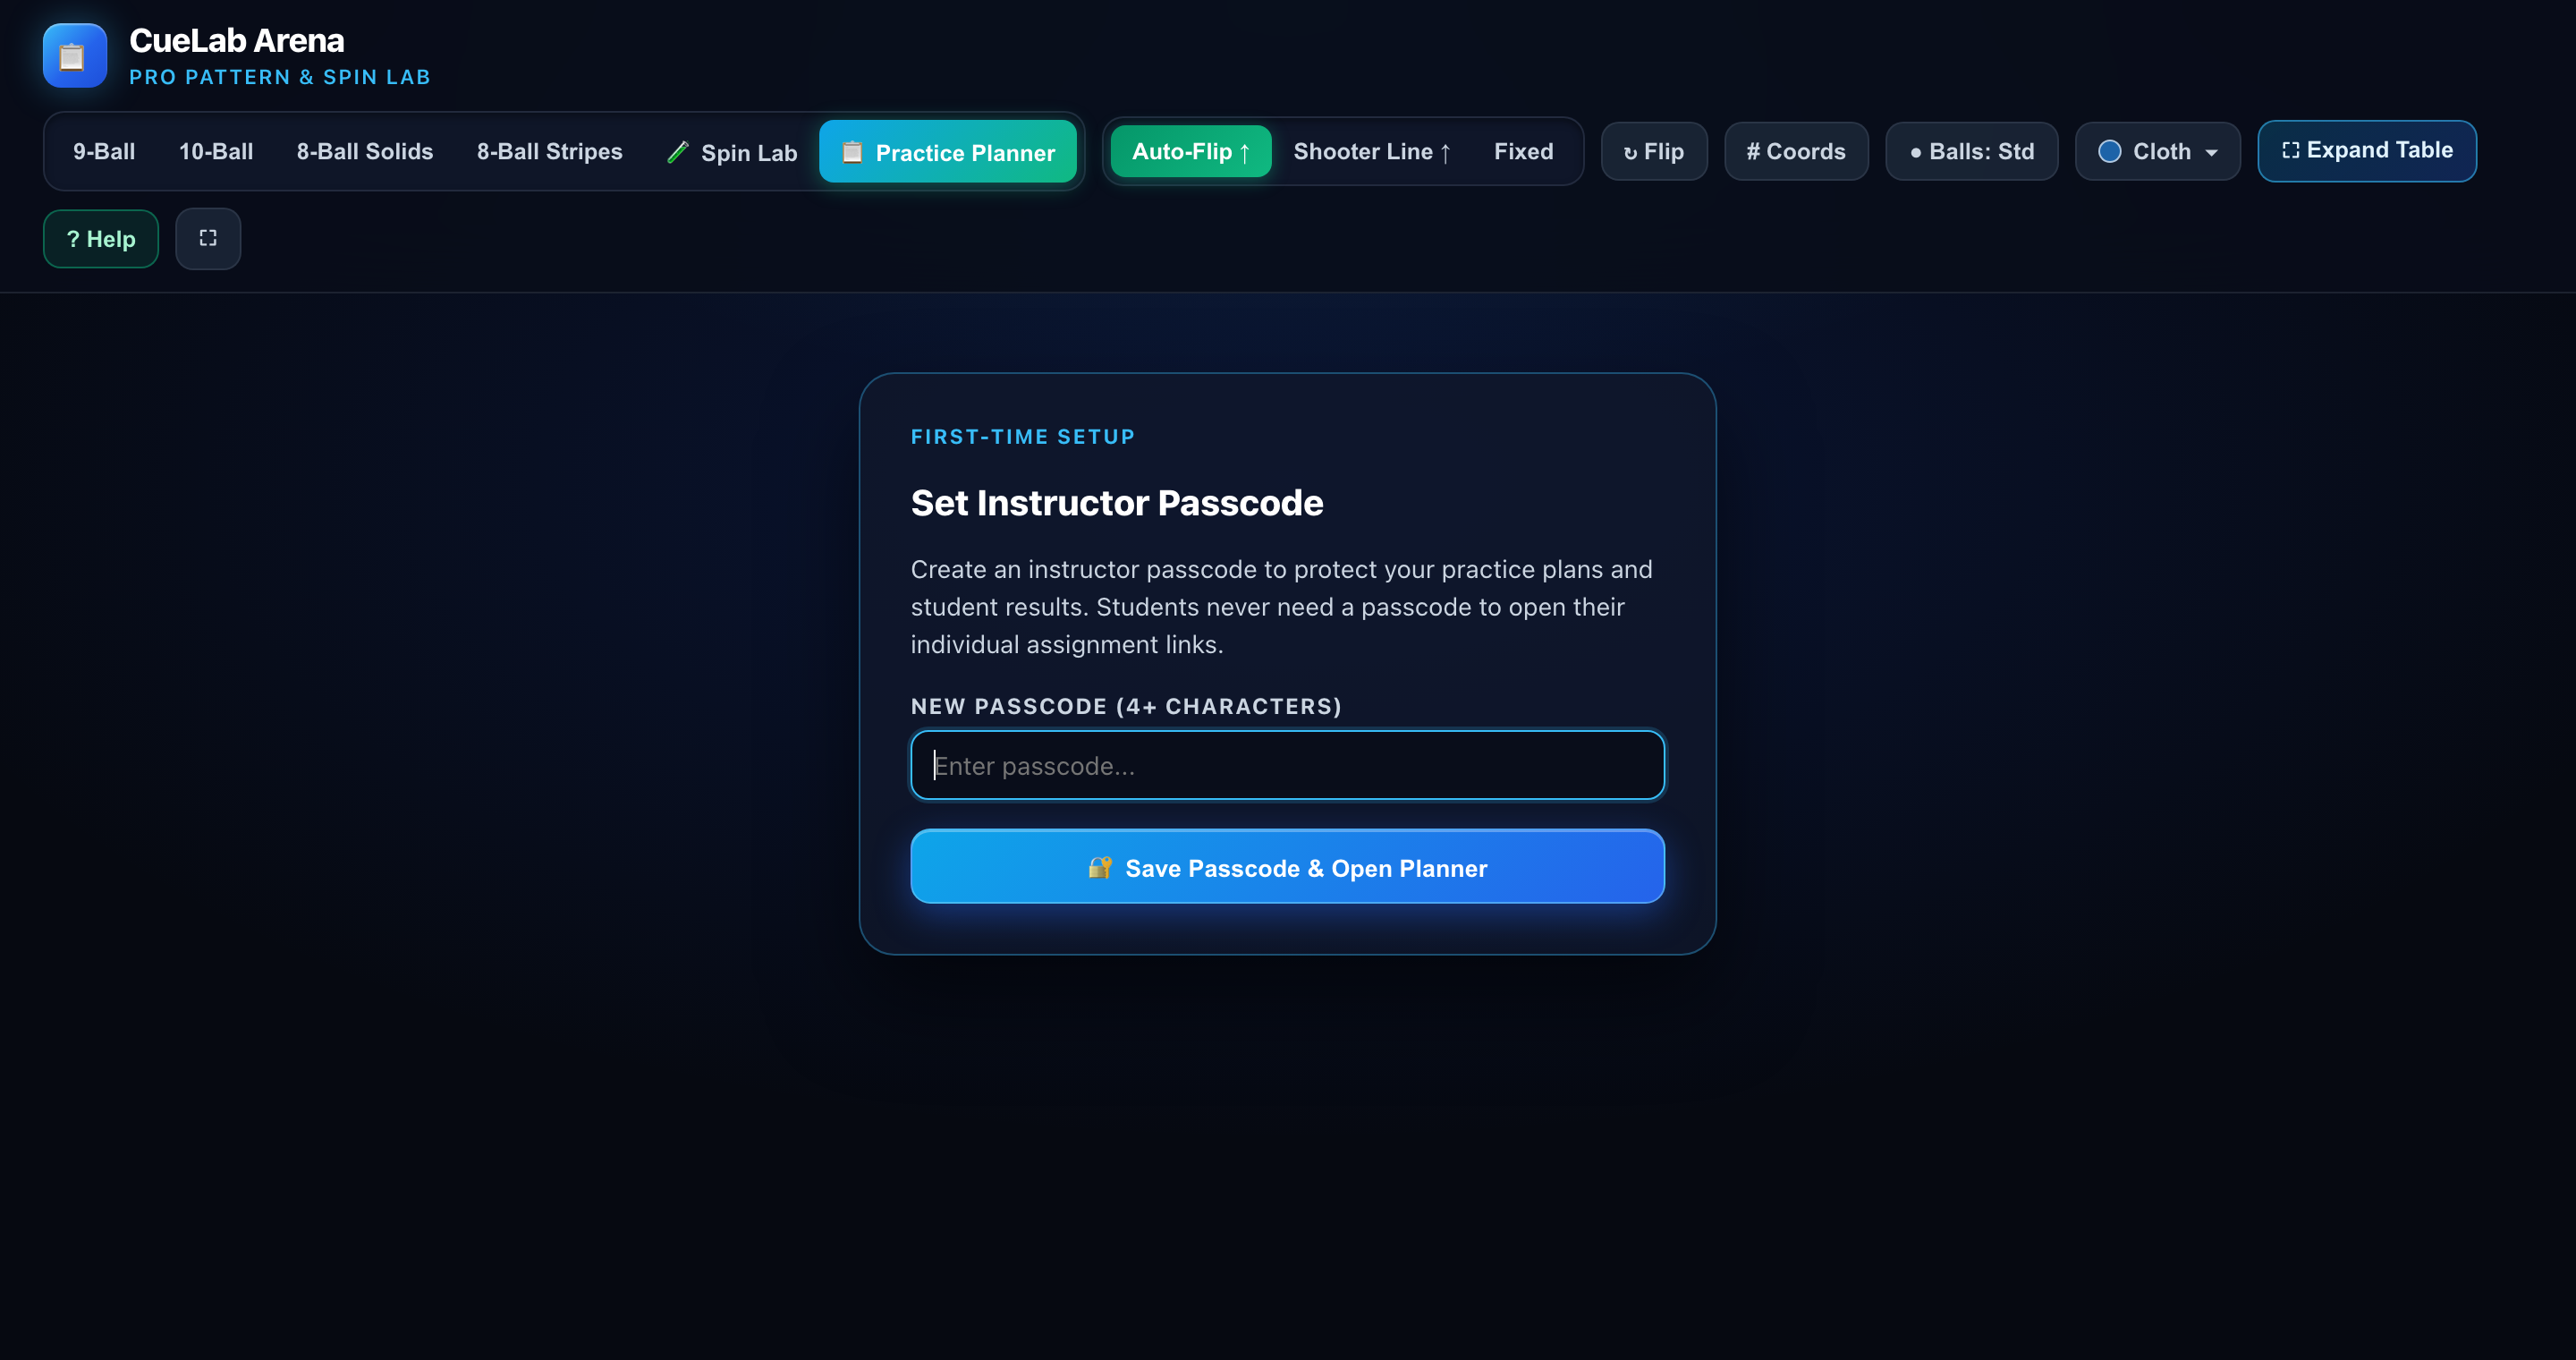 CueLab Arena
PRO PATTERN & SPIN LAB
9-Ball 10-Ball 8-Ball Solids 8-Ball Stripes Spin Lab Practice Planner Auto-Flip ↑ Shooter Line ↑ Fixed ↻ Flip # Coords ● Balls: Std Cloth Expand Table
? Help
FIRST-TIME SETUP
Set Instructor Passcode
Create an instructor passcode to protect your practice plans and
student results. Students never need a passcode to open their
individual assignment links.
NEW PASSCODE (4+ CHARACTERS)
Enter passcode...
Save Passcode & Open Planner